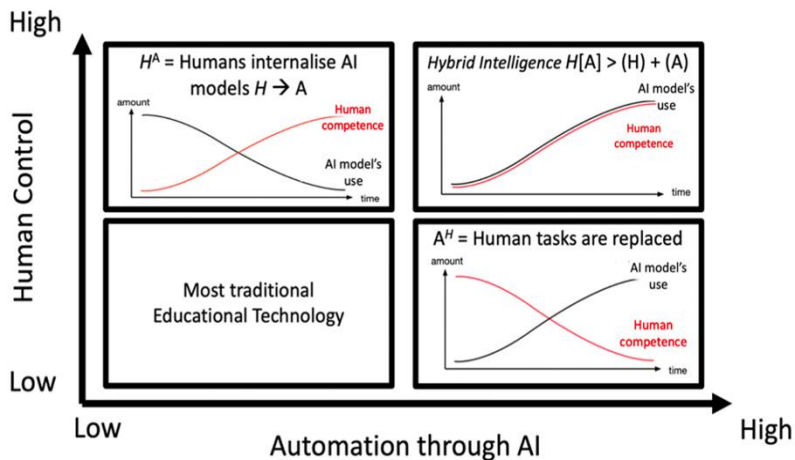 High
Human Control
Low
Hᴬ = Humans internalise AI
models H → A
amount
Human
competence
AI model's
use
time
Hybrid Intelligence H[A] > (H) + (A)
amount
AI model's
use
Human
competence
time
Most traditional
Educational Technology
Aᴴ = Human tasks are replaced
amount
AI model's
use
Human
competence
time
Low
High
Automation through AI